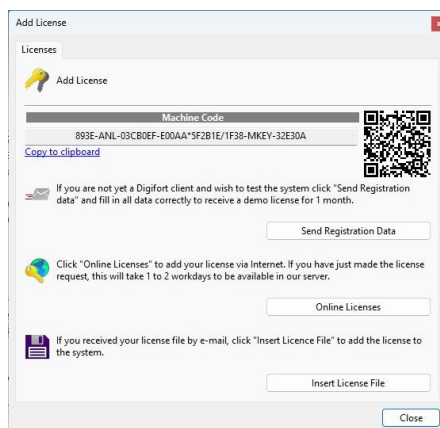 Add License
Licenses
Add License
Machine Code
893E-ANL-03CB0EF-E00AA*5F2B1E/1F38-MKEY-32E30A
Copy to clipboard
If you are not yet a Digifort client and wish to test the system click "Send Registration
data" and fill in all data correctly to receive a demo license for 1 month.
Send Registration Data
Click "Online Licenses" to add your license via Internet. If you have just made the license
request, this will take 1 to 2 workdays to be available in our server.
Online Licenses
If you received your license file by e-mail, click "Insert Licence File" to add the license to
the system.
Insert License File
Close